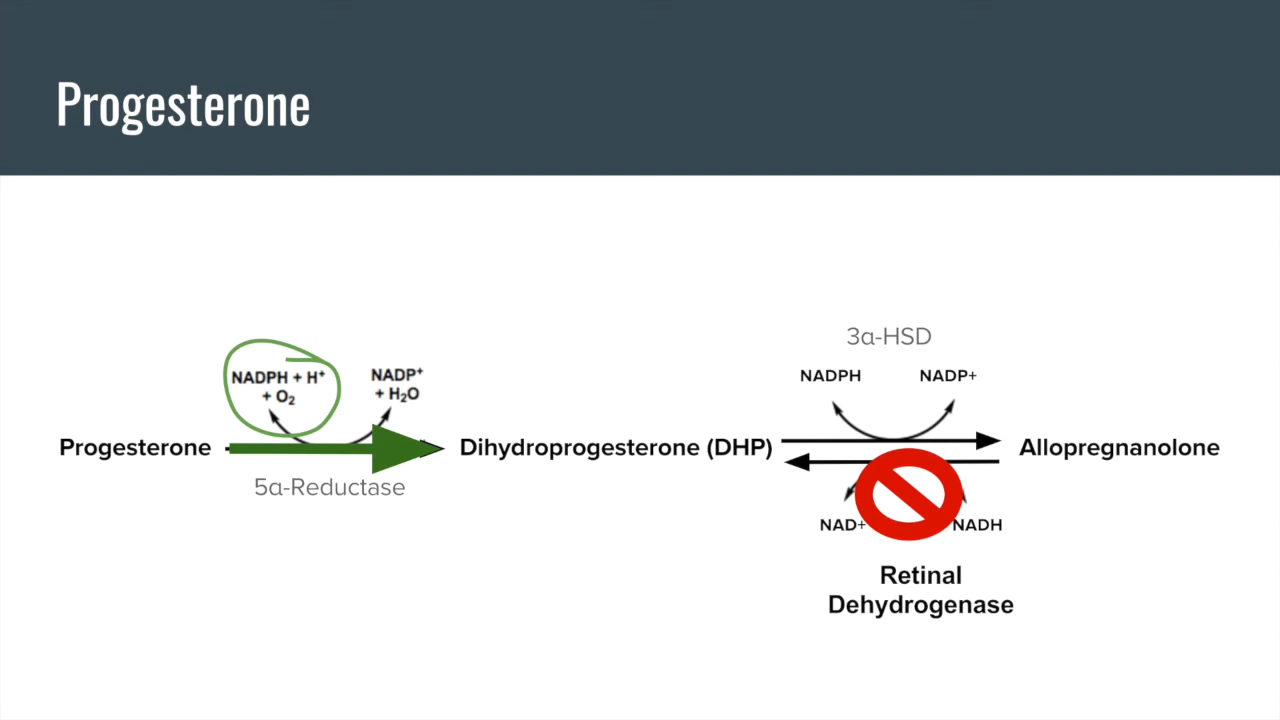 Progesterone
3α-HSD
NADPH + H⁺
+ O₂
NADP⁺
+ H₂O
NADPH
NADP+
Progesterone
Dihydroprogesterone (DHP)
Allopregnanolone
5α-Reductase
NAD+
NADH
Retinal
Dehydrogenase